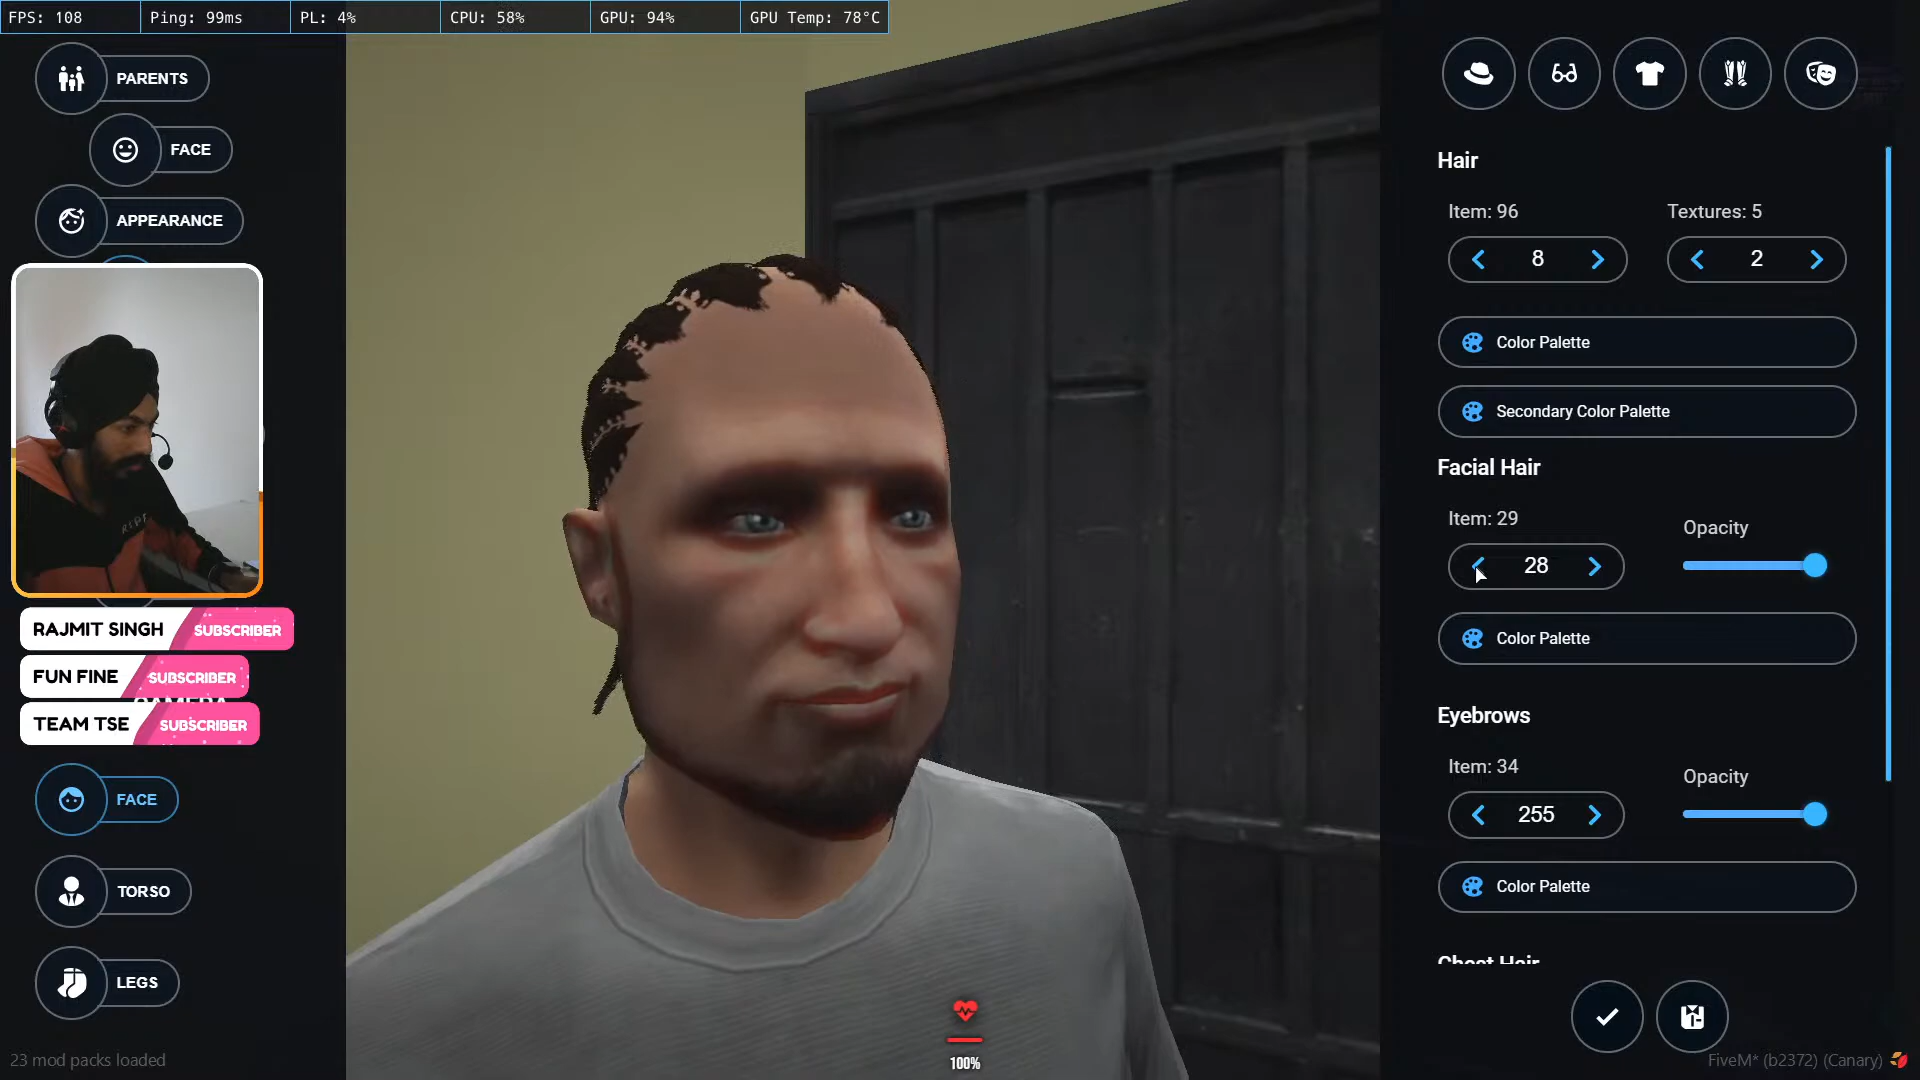 FPS: 108 Ping: 99ms PL: 4% CPU: 58% GPU: 94% GPU Temp: 78°C
PARENTS
FACE
APPEARANCE
RIPT
RAJMIT SINGH SUBSCRIBER
FUN FINE SUBSCRIBER
TEAM TSE SUBSCRIBER
FACE
TORSO
LEGS
23 mod packs loaded
100%
Hair
Item: 96 Textures: 5
8 2
Color Palette
Secondary Color Palette
Facial Hair
Item: 29 Opacity
28
Color Palette
Eyebrows
Item: 34 Opacity
255
Color Palette
Chest Hair
FiveM* (b2372) (Canary)